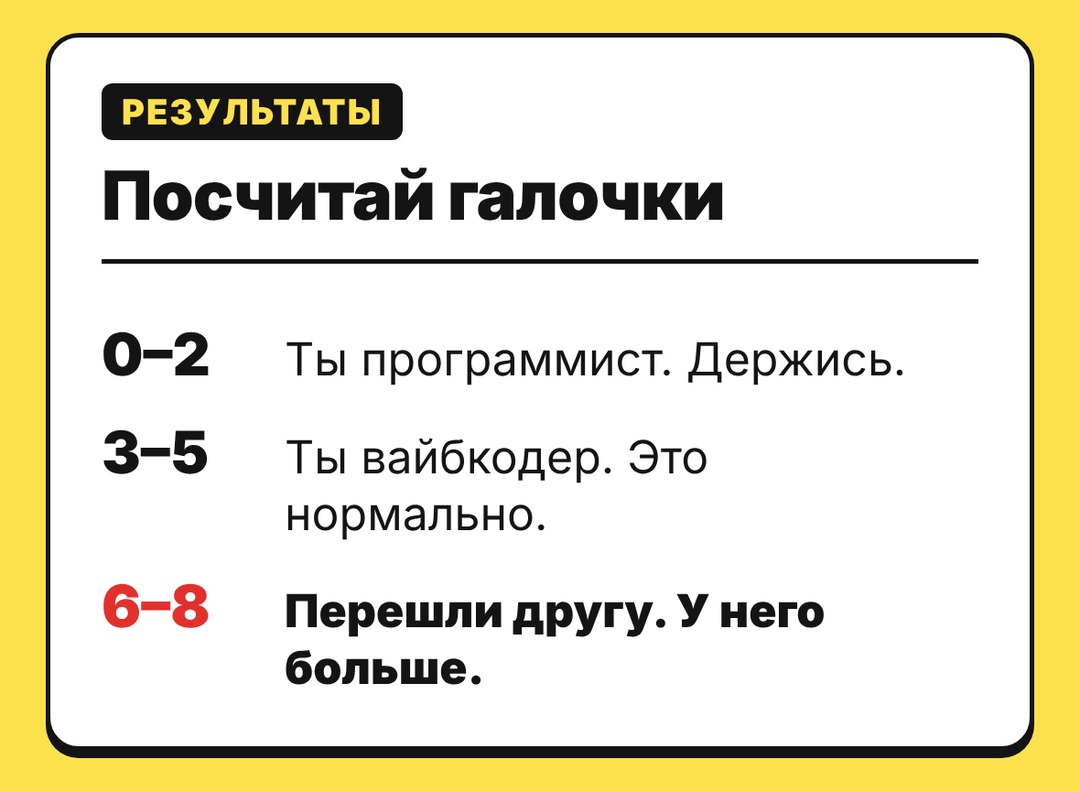 РЕЗУЛЬТАТЫ
Посчитай галочки
0–2 Ты программист. Держись.
3–5 Ты вайбкодер. Это
нормально.
6–8 Перешли другу. У него
больше.